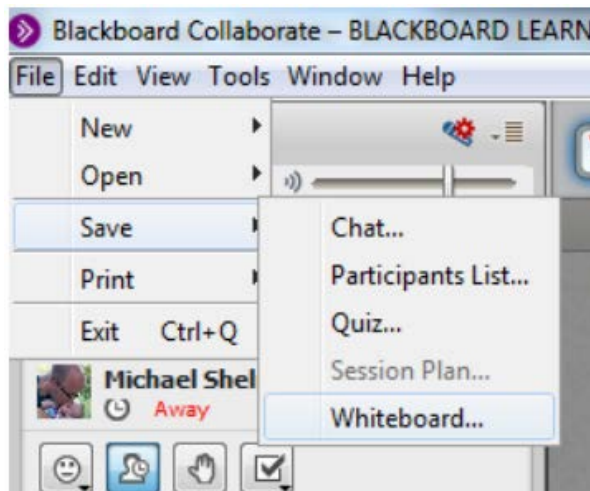 Blackboard Collaborate – BLACKBOARD LEARN
File Edit View Tools Window Help
New
Open
Save
Chat...
Participants List...
Print
Quiz...
Exit Ctrl+Q
Session Plan...
Michael Shel
Away
Whiteboard...